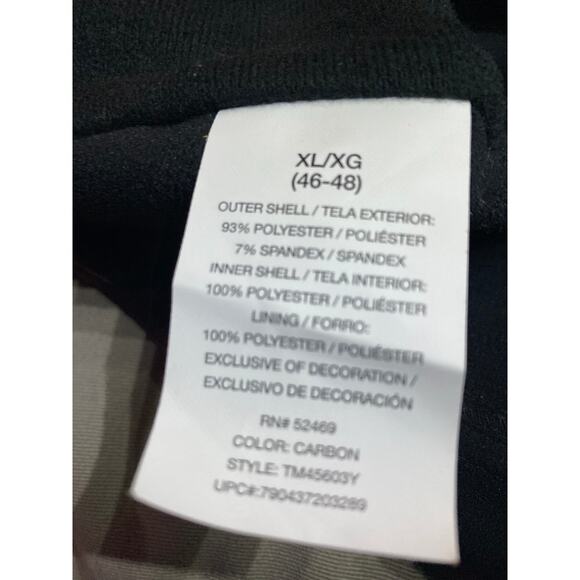 XL/XG
(46-48)
OUTER SHELL / TELA EXTERIOR:
93% POLYESTER / POLIÉSTER
7% SPANDEX / SPANDEX
INNER SHELL / TELA INTERIOR:
100% POLYESTER / POLIÉSTER
LINING / FORRO:
100% POLYESTER / POLIÉSTER
EXCLUSIVE OF DECORATION /
EXCLUSIVO DE DECORACIÓN
RN# 52469
COLOR: CARBON
STYLE: TM45603Y
UPC#:790437203289